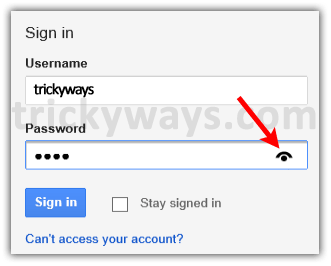 Sign in
Username
trickyways
trickyways.com
Password
Sign in
Stay signed in
Can't access your account?